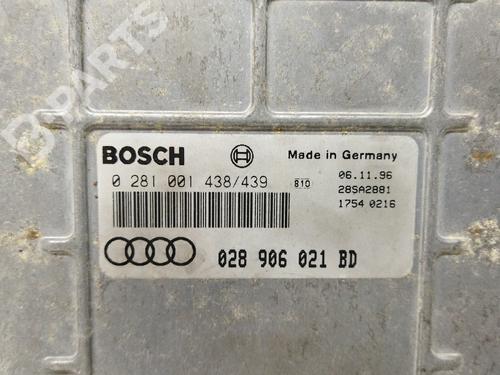 B-PARTS
BOSCH
Made in Germany
0 281 001 438/439
B10
06.11.96
28SA2881
1754 0216
028 906 021 BD